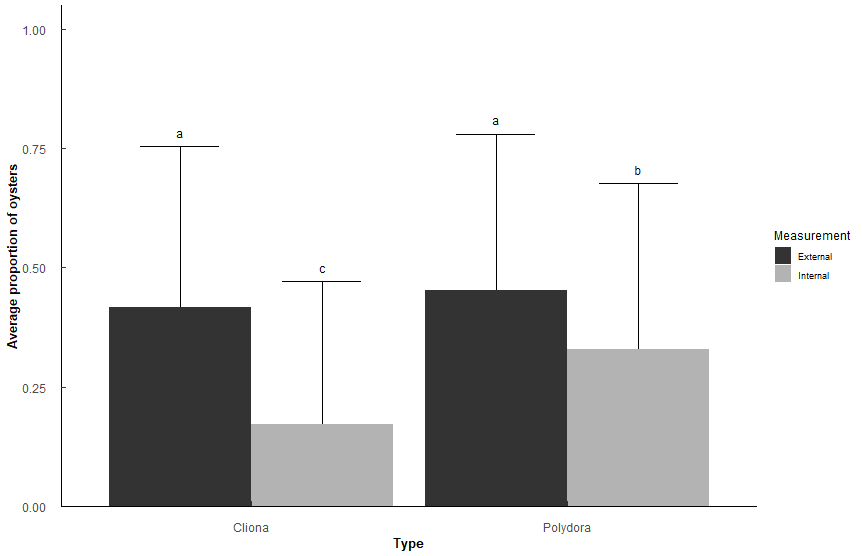 1.00
0.75
0.50
0.25
0.00
Average proportion of oysters
a
c
a
b
Cliona
Polydora
Type
Measurement
External
Internal